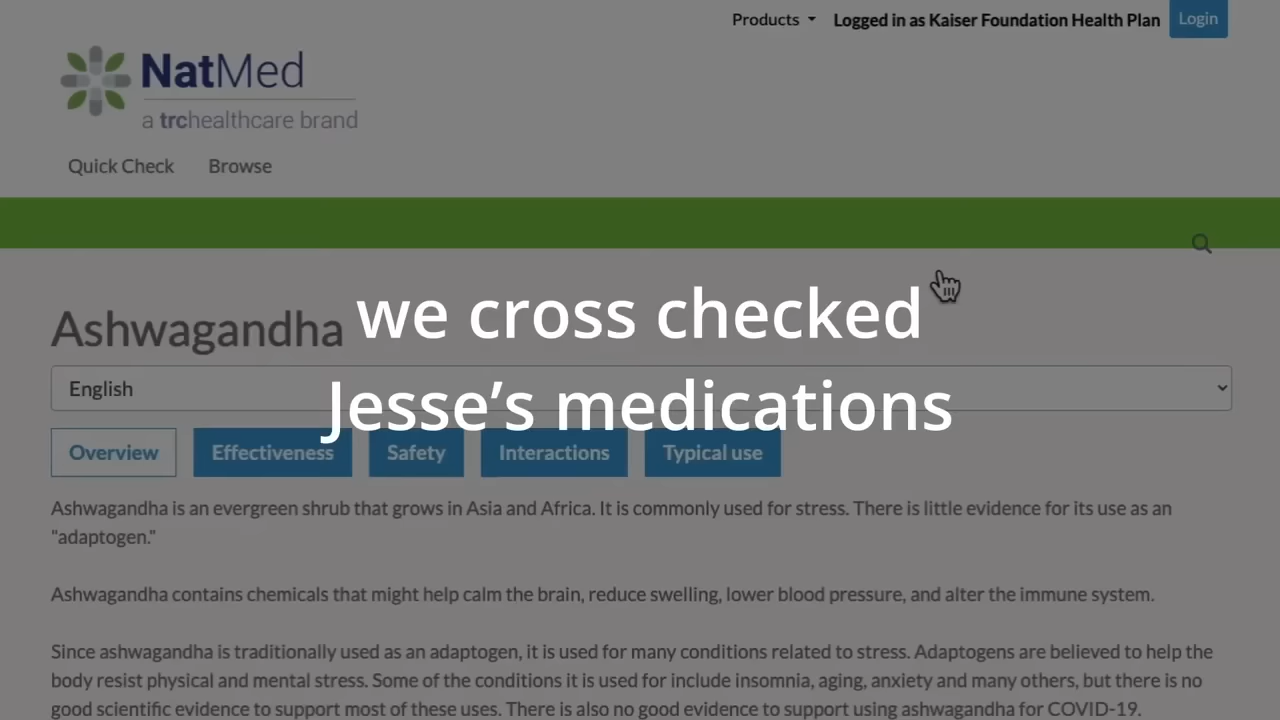 Products Logged in as Kaiser Foundation Health Plan Login
NatMed
a trchealthcare brand
Quick Check Browse
we cross checked
Jesse’s medications
Ashwagandha
English
Overview Effectiveness Safety Interactions Typical use
Ashwagandha is an evergreen shrub that grows in Asia and Africa. It is commonly used for stress. There is little evidence for its use as an
"adaptogen."
Ashwagandha contains chemicals that might help calm the brain, reduce swelling, lower blood pressure, and alter the immune system.
Since ashwagandha is traditionally used as an adaptogen, it is used for many conditions related to stress. Adaptogens are believed to help the
body resist physical and mental stress. Some of the conditions it is used for include insomnia, aging, anxiety and many others, but there is no
good scientific evidence to support most of these uses. There is also no good evidence to support using ashwagandha for COVID-19.